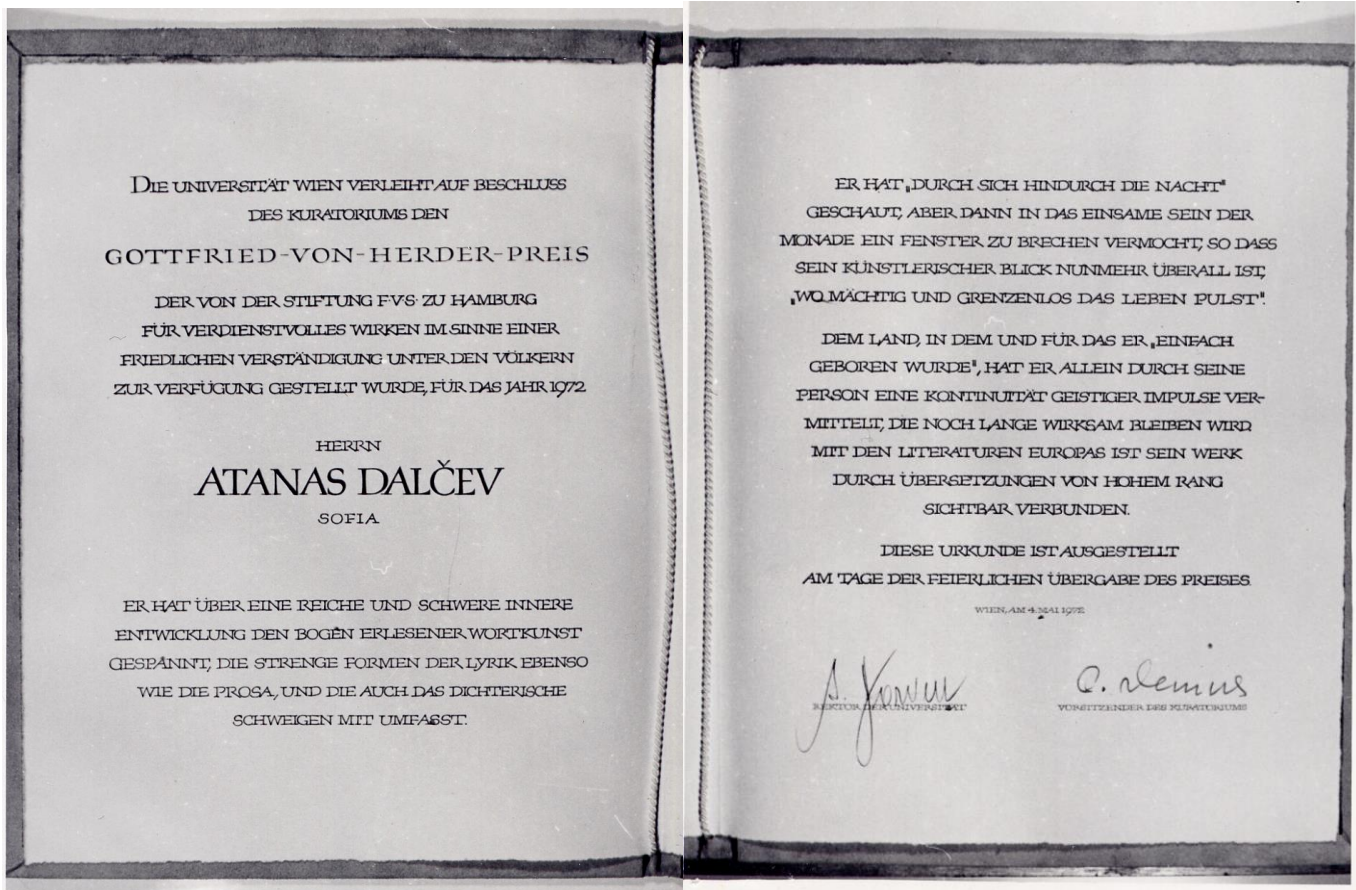 DIE UNIVERSITÄT WIEN VERLEIHT AUF BESCHLUSS
DES KURATORIUMS DEN
GOTTFRIED-VON-HERDER-PREIS
DER VON DER STIFTUNG F·V·S· ZU HAMBURG
FÜR VERDIENSTVOLLES WIRKEN IM SINNE EINER
FRIEDLICHEN VERSTÄNDIGUNG UNTER DEN VÖLKERN
ZUR VERFÜGUNG GESTELLT WURDE, FÜR DAS JAHR 1972
HERRN
ATANAS DALČEV
SOFIA
ER HAT ÜBER EINE REICHE UND SCHWERE INNERE
ENTWICKLUNG DEN BOGEN ERLESENER WORTKUNST
GESPANNT, DIE STRENGE FORMEN DER LYRIK EBENSO
WIE DIE PROSA, UND DIE AUCH DAS DICHTERISCHE
SCHWEIGEN MIT UMFASST.
ER HAT „DURCH SICH HINDURCH DIE NACHT"
GESCHAUT, ABER DANN IN DAS EINSAME SEIN DER
MONADE EIN FENSTER ZU BRECHEN VERMOCHT, SO DASS
SEIN KÜNSTLERISCHER BLICK NUNMEHR ÜBERALL IST,
„WO MÄCHTIG UND GRENZENLOS DAS LEBEN PULST".
DEM LAND, IN DEM UND FÜR DAS ER „EINFACH
GEBOREN WURDE", HAT ER ALLEIN DURCH SEINE
PERSON EINE KONTINUITÄT GEISTIGER IMPULSE VER-
MITTELT, DIE NOCH LANGE WIRKSAM BLEIBEN WIRD
MIT DEN LITERATUREN EUROPAS IST SEIN WERK
DURCH ÜBERSETZUNGEN VON HOHEM RANG
SICHTBAR VERBUNDEN.
DIESE URKUNDE IST AUSGESTELLT
AM TAGE DER FEIERLICHEN ÜBERGABE DES PREISES
WIEN, AM 4. MAI 1972
REKTOR DER UNIVERSITÄT
VORSITZENDER DES KURATORIUMS